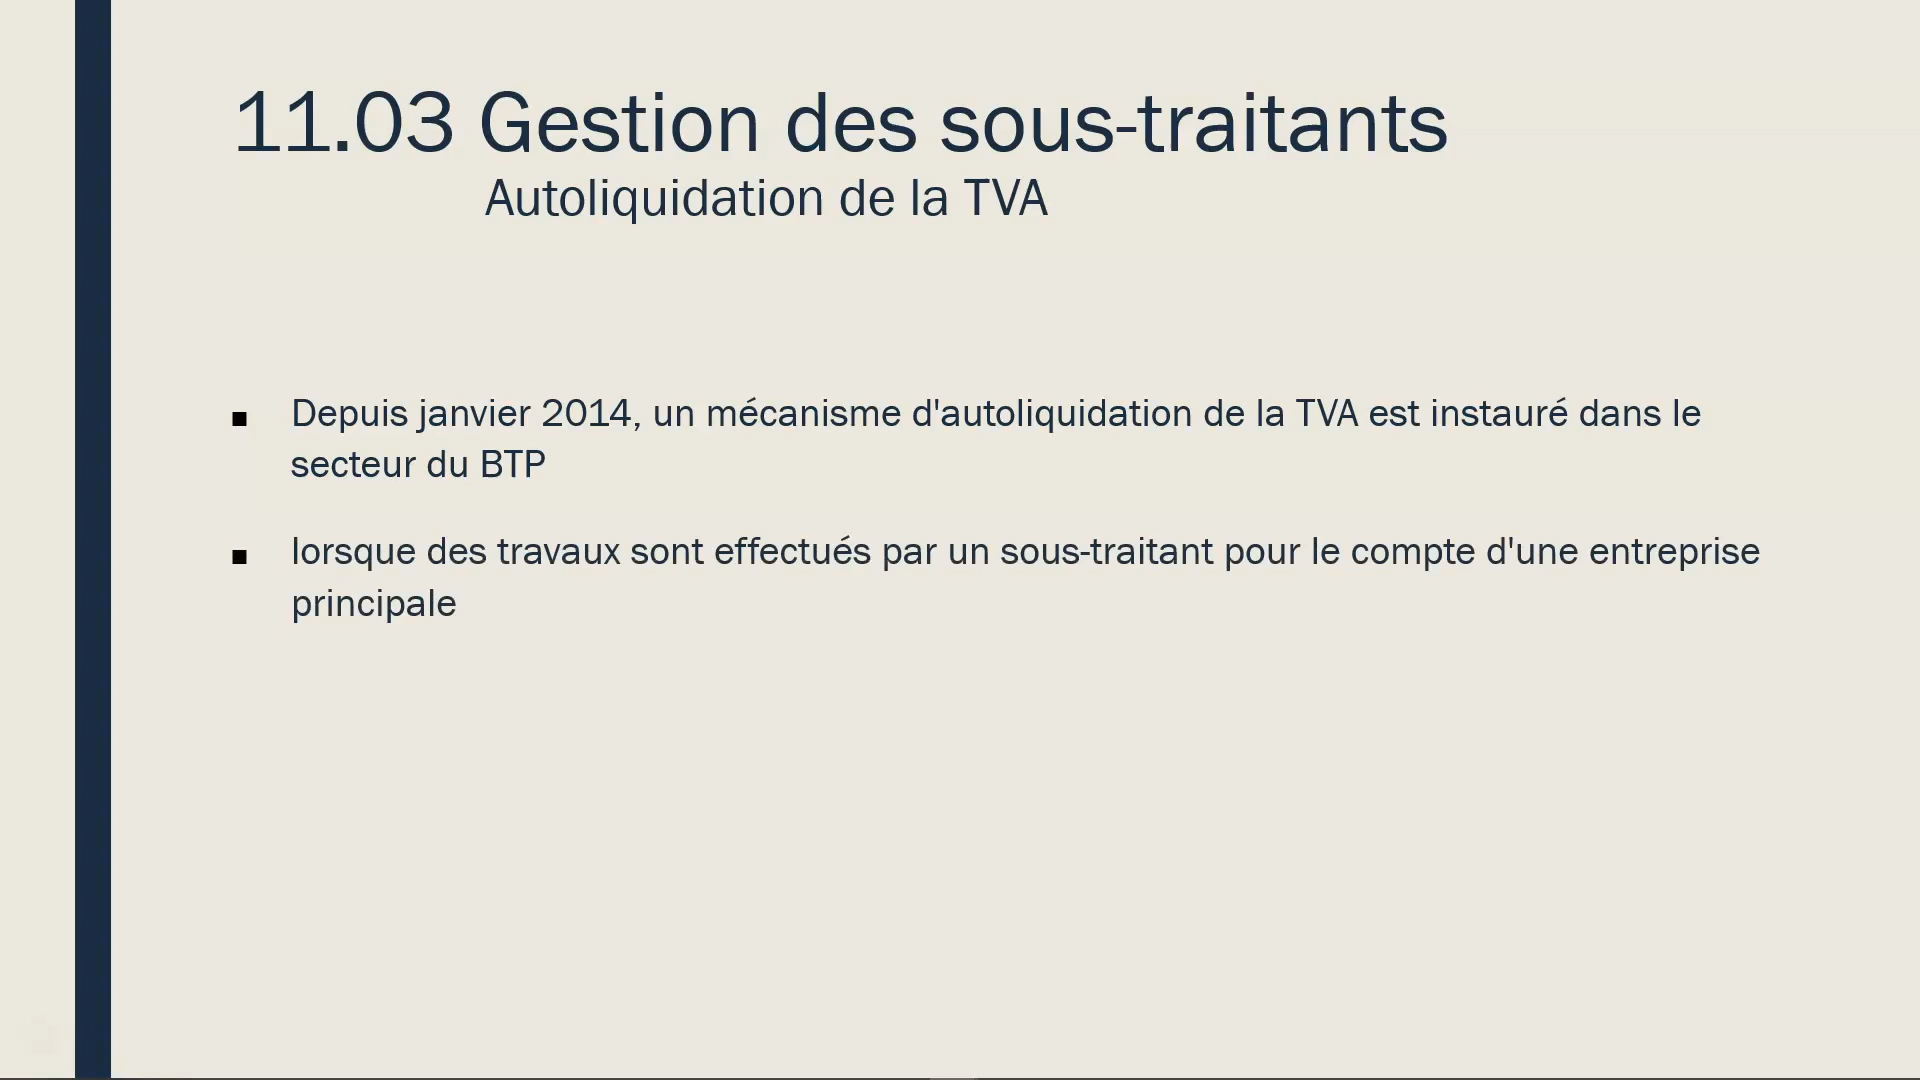 11.03 Gestion des sous-traitants
Autoliquidation de la TVA
■ Depuis janvier 2014, un mécanisme d'autoliquidation de la TVA est instauré dans le
secteur du BTP
■ lorsque des travaux sont effectués par un sous-traitant pour le compte d'une entreprise
principale